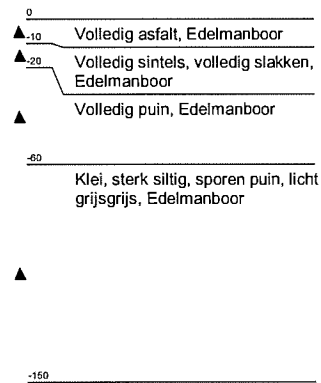 0
Volledig asfalt, Edelmanboor
-10
Volledig sintels, volledig slakken,
-20
Edelmanboor
Volledig puin, Edelmanboor
-60
Klei, sterk siltig, sporen puin, licht
grijsgrijs, Edelmanboor
-150